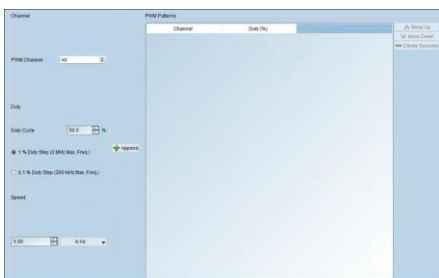 Channel
PWM Patterns
Channel Duty (%)
Move Up
Move Down
Delete Selected
PWM Channel A0
Duty
Duty Cycle 50.0 %
Append
1 % Duty Step (2 MHz Max. Freq.)
0.1 % Duty Step (200 KHz Max. Freq.)
Speed
1.00 K Hz